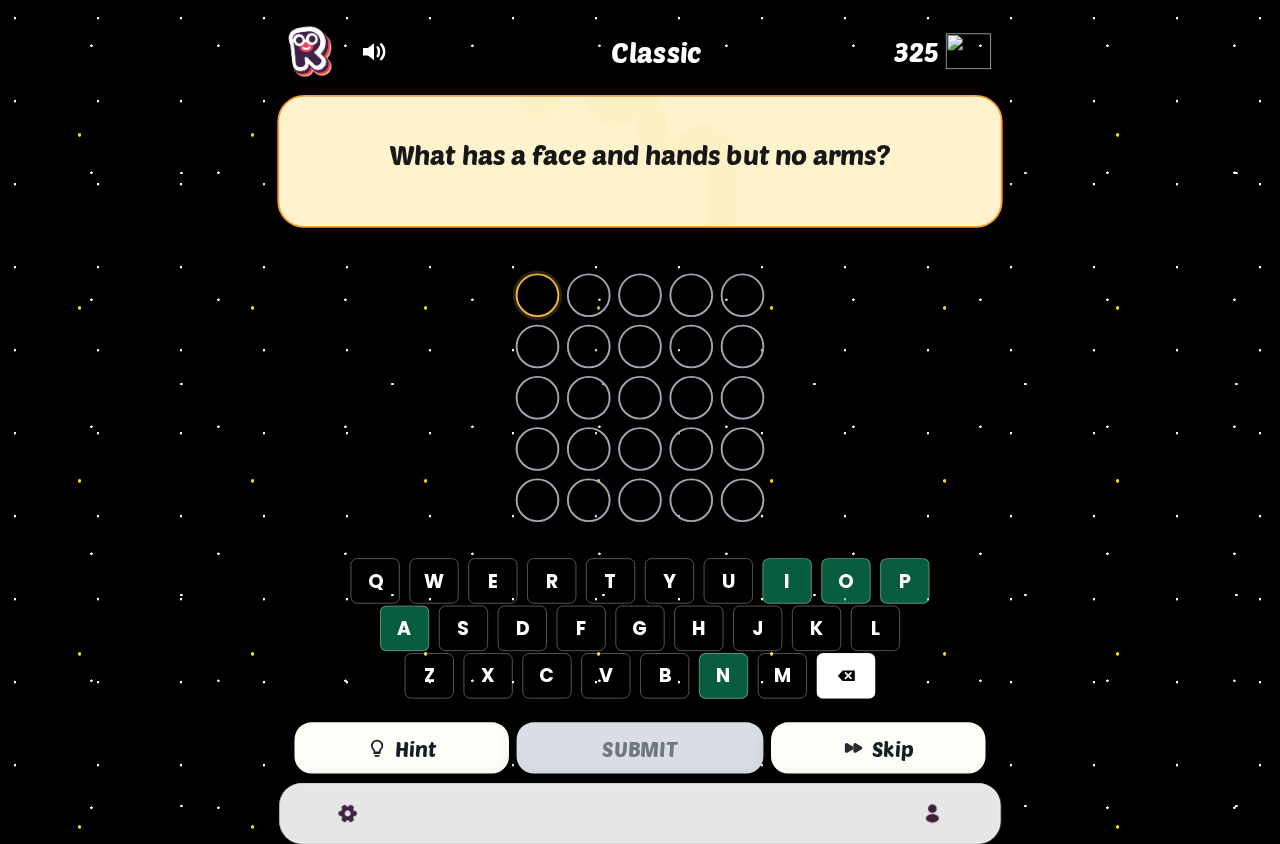 Classic
325
What has a face and hands but no arms?
Q W E R T Y U I O P
A S D F G H J K L
Z X C V B N M
Hint SUBMIT Skip